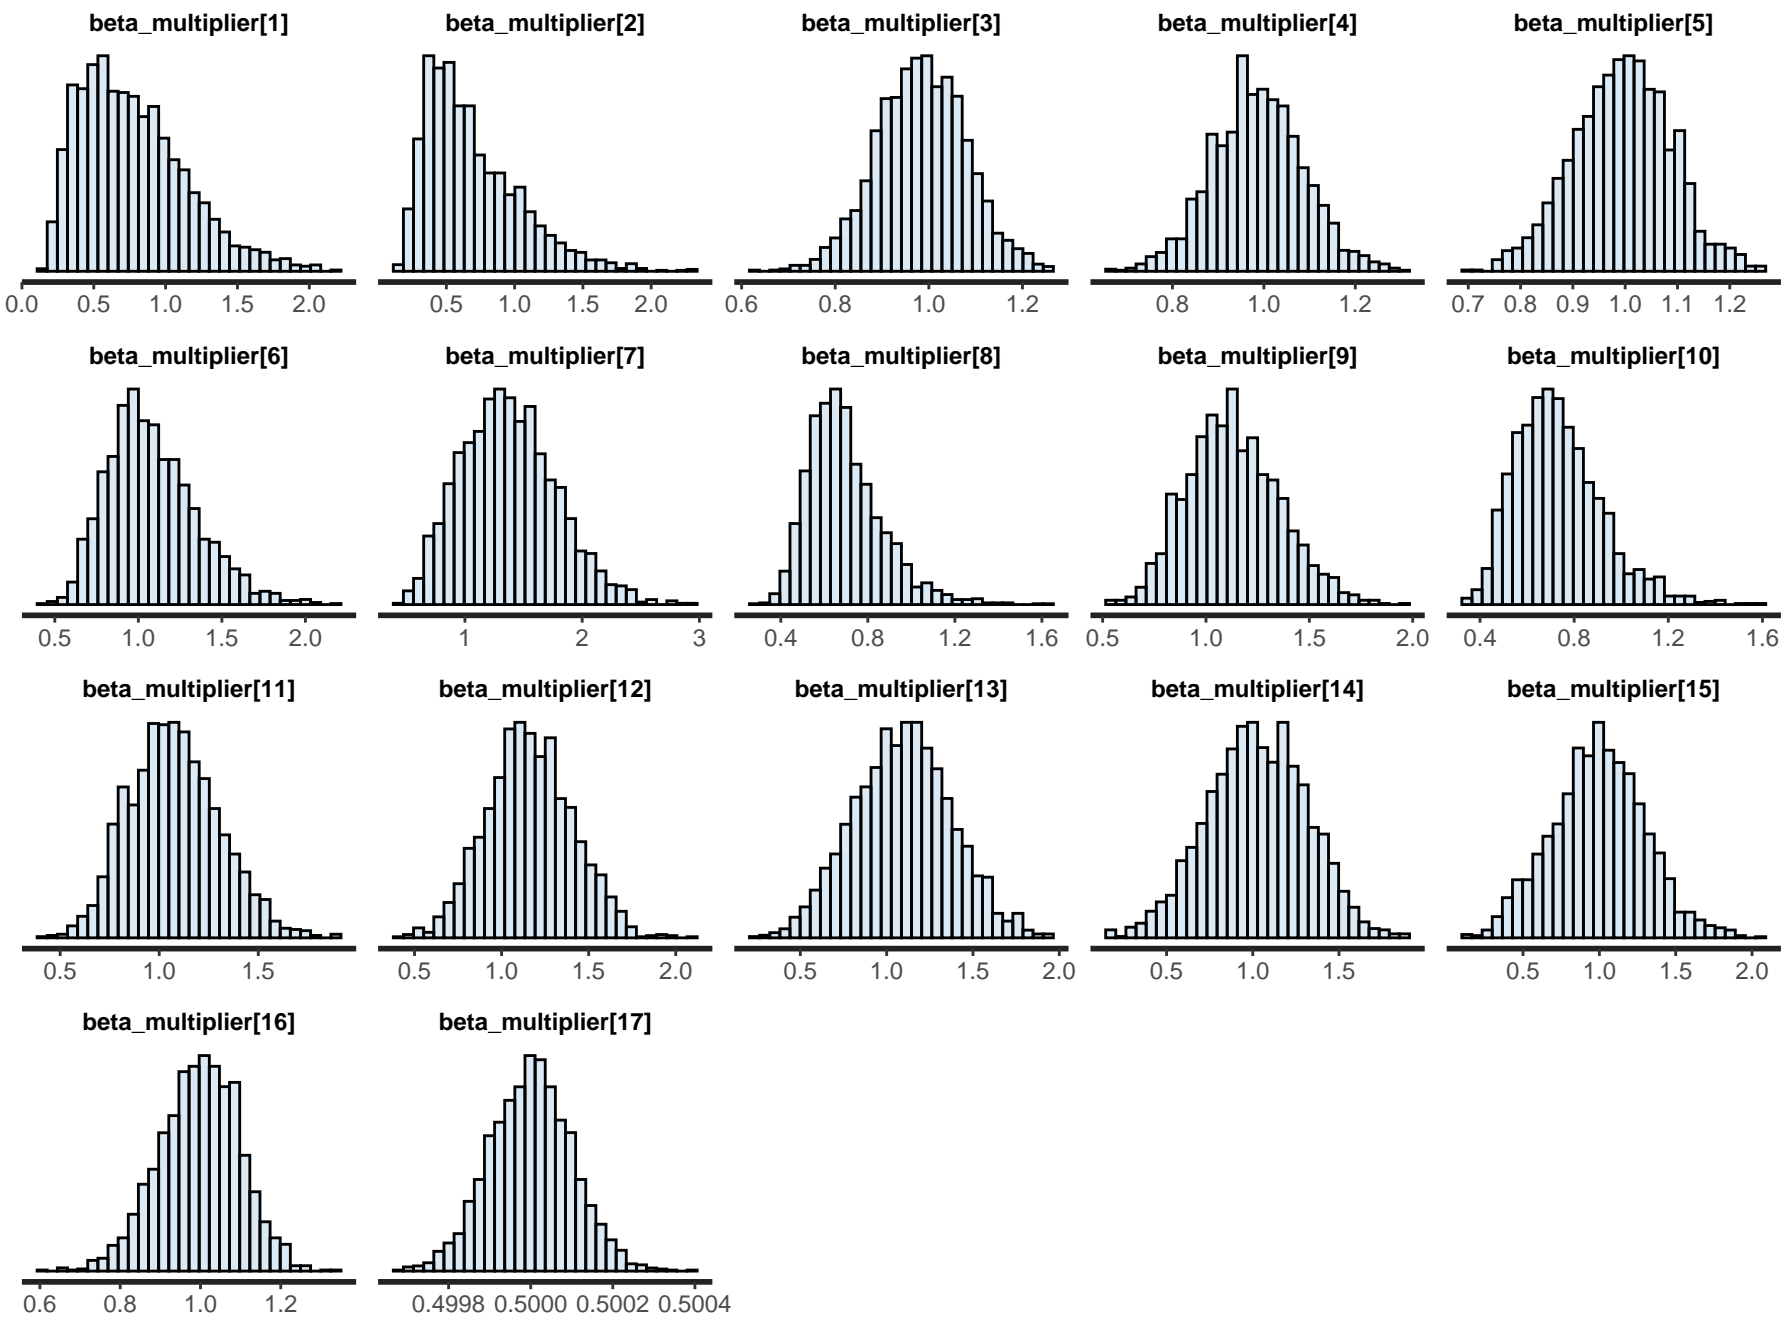 beta_multiplier[1] beta_multiplier[2] beta_multiplier[3] beta_multiplier[4] beta_multiplier[5]
0.0 0.5 1.0 1.5 2.0 0.5 1.0 1.5 2.0 0.6 0.8 1.0 1.2 0.8 1.0 1.2 0.7 0.8 0.9 1.0 1.1 1.2
beta_multiplier[6] beta_multiplier[7] beta_multiplier[8] beta_multiplier[9] beta_multiplier[10]
0.5 1.0 1.5 2.0 1 2 3 0.4 0.8 1.2 1.6 0.5 1.0 1.5 2.0 0.4 0.8 1.2 1.6
beta_multiplier[11] beta_multiplier[12] beta_multiplier[13] beta_multiplier[14] beta_multiplier[15]
0.5 1.0 1.5 0.5 1.0 1.5 2.0 0.5 1.0 1.5 2.0 0.5 1.0 1.5 0.5 1.0 1.5 2.0
beta_multiplier[16] beta_multiplier[17]
0.6 0.8 1.0 1.2 0.4998 0.5000 0.5002 0.5004